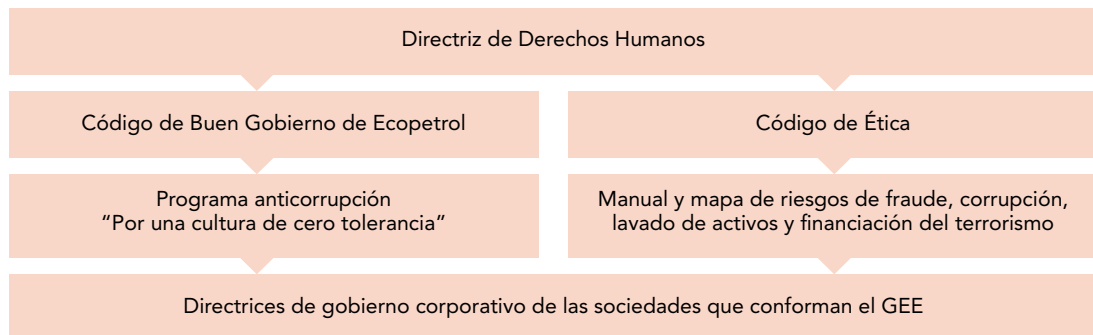 Directriz de Derechos Humanos
Código de Buen Gobierno de Ecopetrol
Código de Ética
Programa anticorrupción
“Por una cultura de cero tolerancia”
Manual y mapa de riesgos de fraude, corrupción,
lavado de activos y financiación del terrorismo
Directrices de gobierno corporativo de las sociedades que conforman el GEE